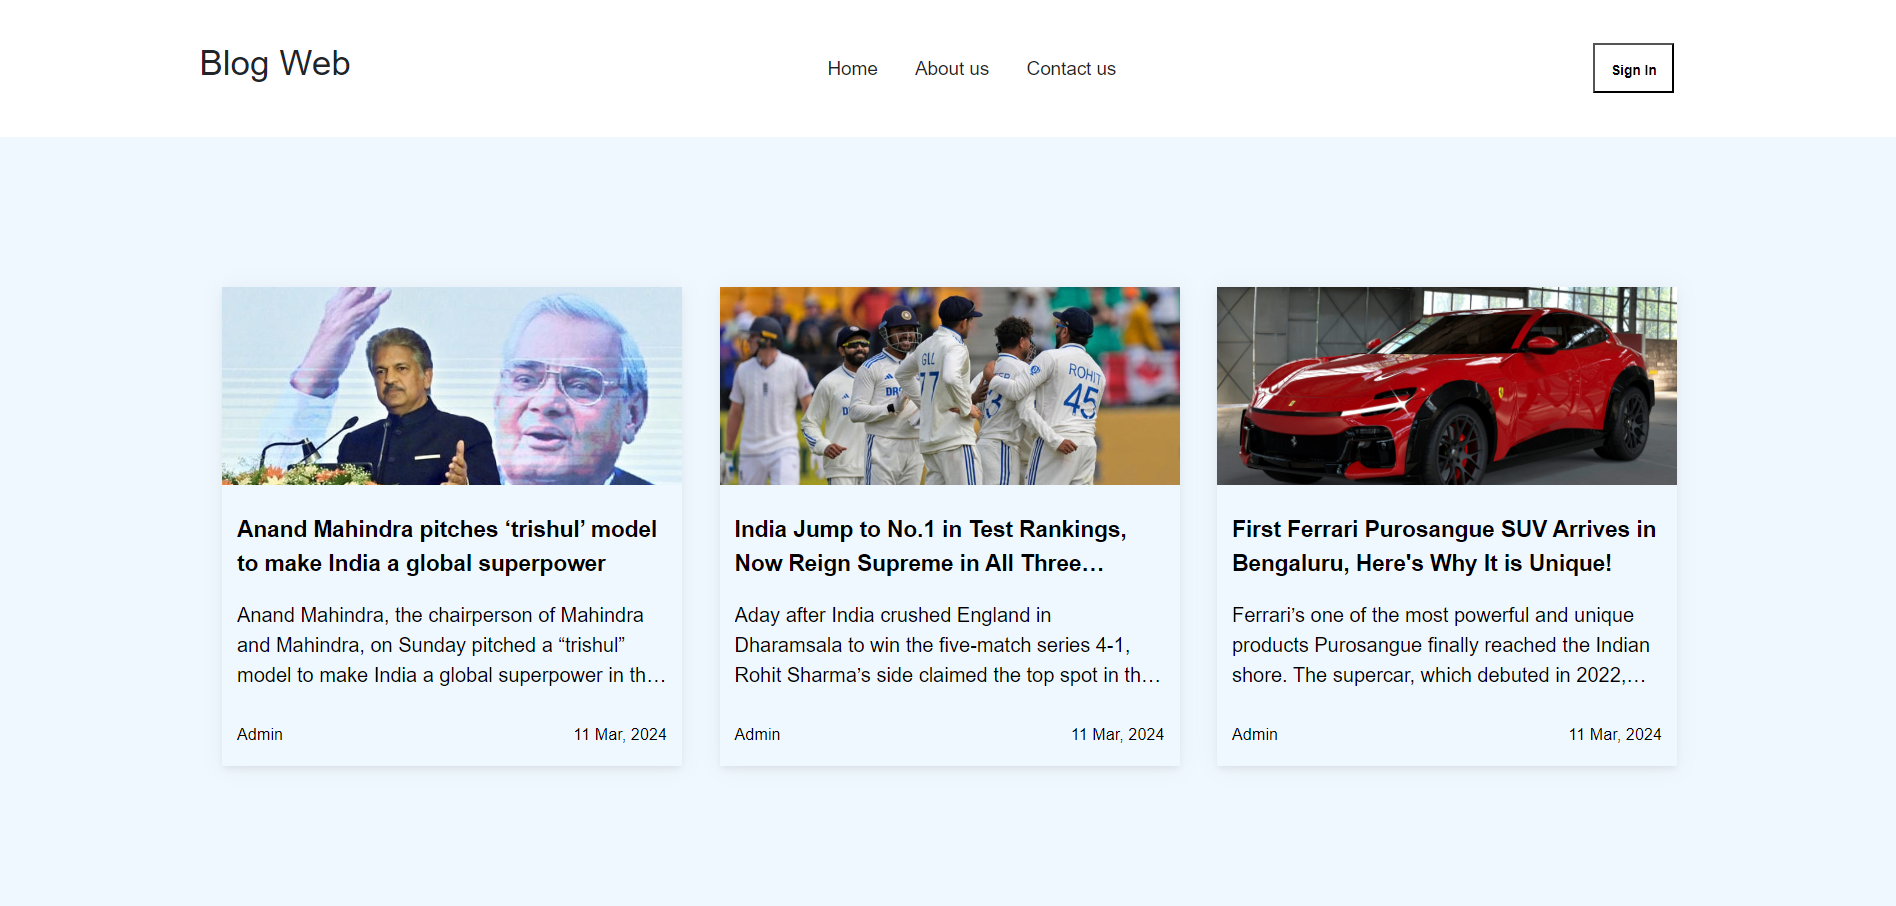 Blog Web
Home
About us
Contact us
Sign In
GILL
77
ROHIT
45
Anand Mahindra pitches ‘trishul’ model
to make India a global superpower
Anand Mahindra, the chairperson of Mahindra
and Mahindra, on Sunday pitched a “trishul”
model to make India a global superpower in th…
Admin
11 Mar, 2024
India Jump to No.1 in Test Rankings,
Now Reign Supreme in All Three…
Aday after India crushed England in
Dharamsala to win the five-match series 4-1,
Rohit Sharma’s side claimed the top spot in th…
Admin
11 Mar, 2024
First Ferrari Purosangue SUV Arrives in
Bengaluru, Here's Why It is Unique!
Ferrari’s one of the most powerful and unique
products Purosangue finally reached the Indian
shore. The supercar, which debuted in 2022,…
Admin
11 Mar, 2024